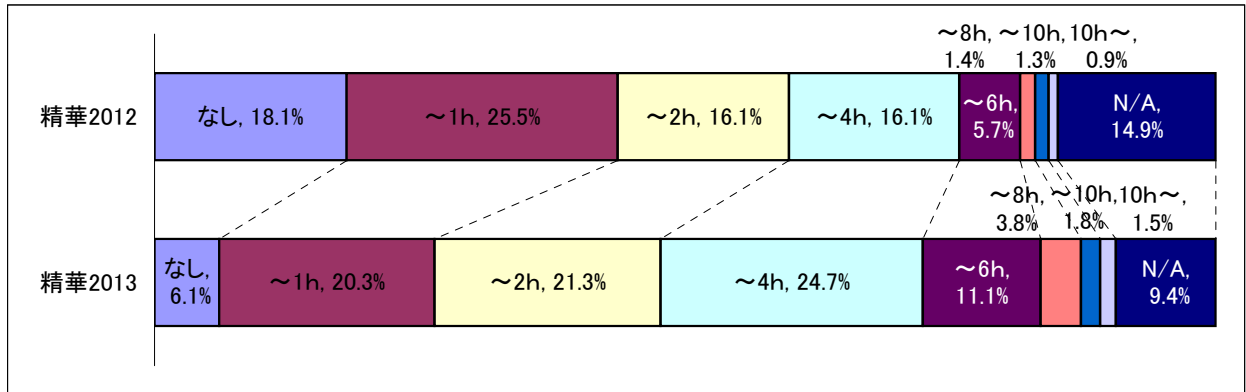 ～8h, ～10h, 10h～,
1.4% 1.3% 0.9%
精華2012
なし, 18.1%
～1h, 25.5%
～2h, 16.1%
～4h, 16.1%
～6h,
5.7%
N/A,
14.9%
～8h, ～10h, 10h～,
3.8% 1.8% 1.5%
精華2013
なし,
6.1%
～1h, 20.3%
～2h, 21.3%
～4h, 24.7%
～6h,
11.1%
N/A,
9.4%